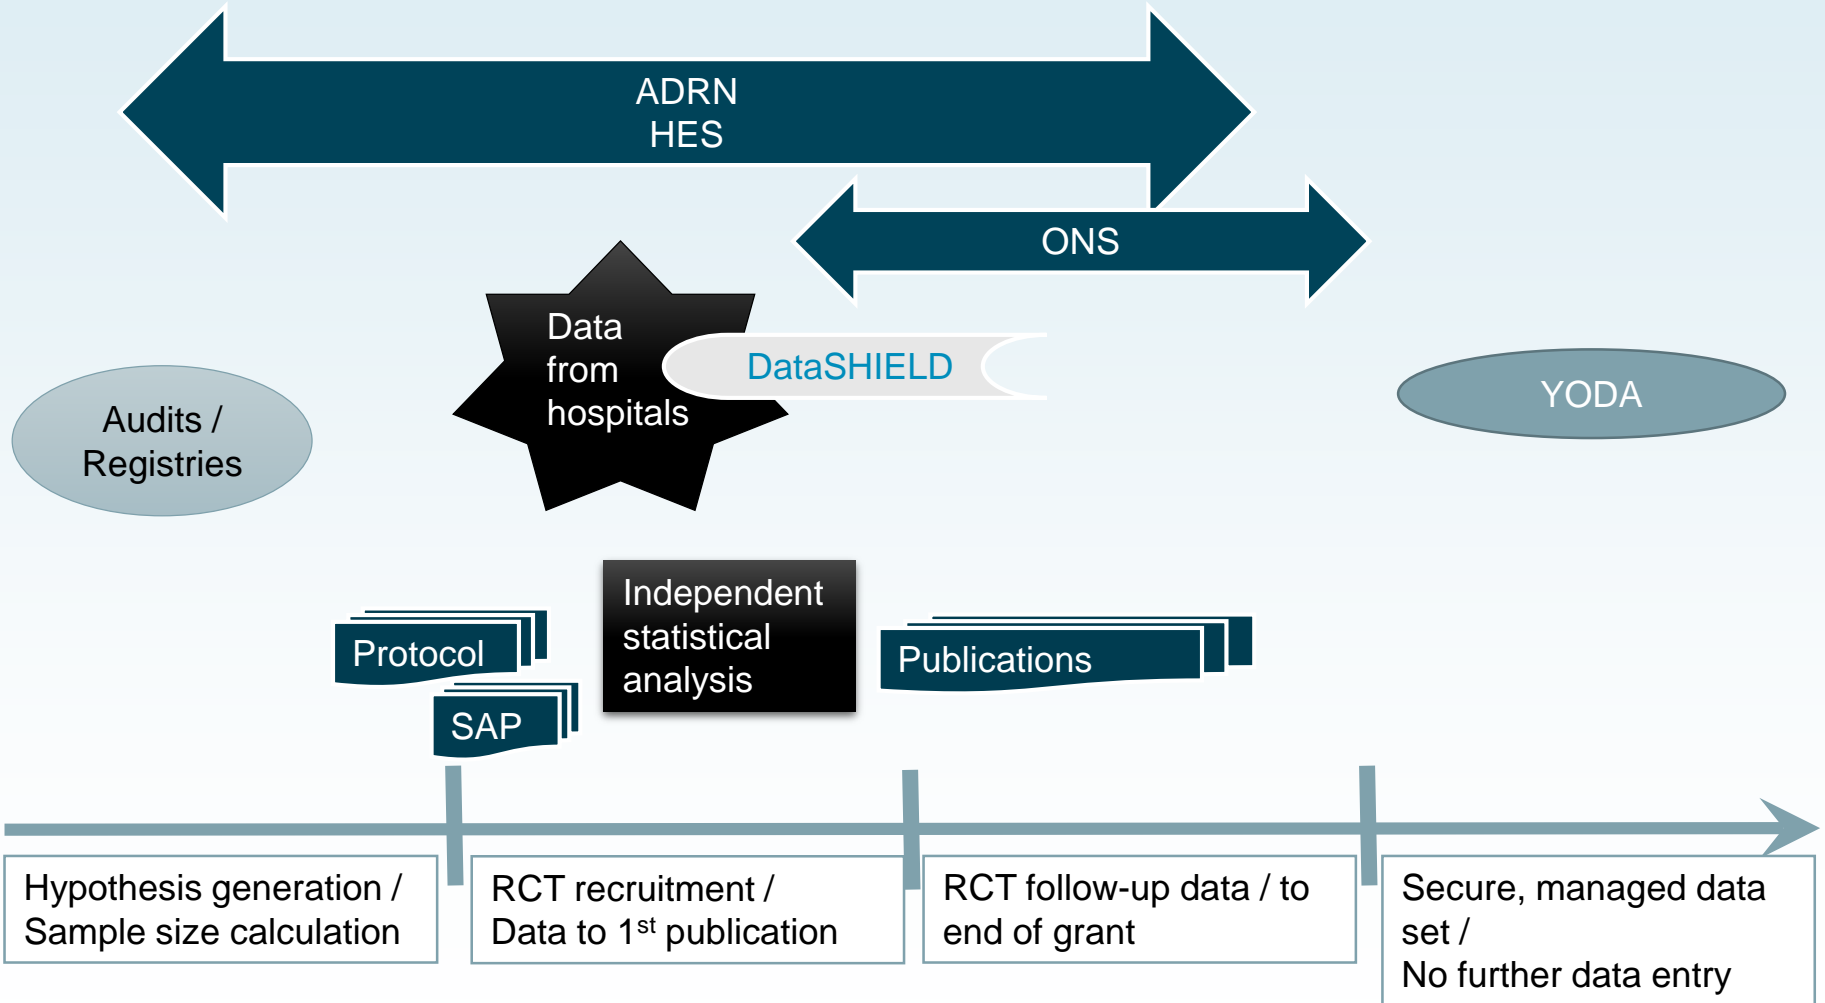 ADRN
HES
ONS
Data
from
hospitals
DataSHIELD
YODA
Audits /
Registries
Independent
statistical
analysis
Protocol
Publications
SAP
Hypothesis generation /
Sample size calculation
RCT recruitment /
Data to 1st publication
RCT follow-up data / to
end of grant
Secure, managed data
set /
No further data entry